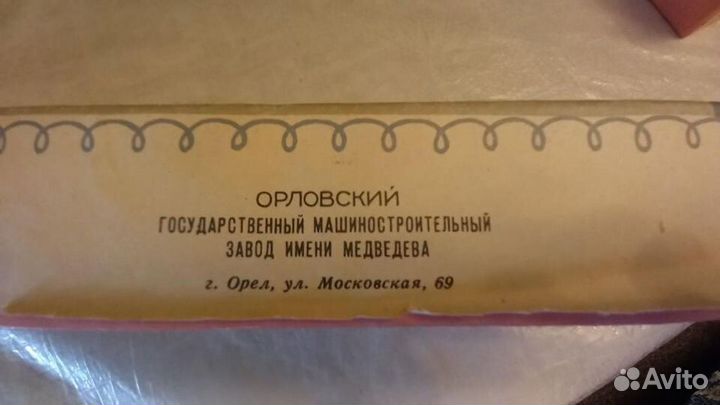 ОРЛОВСКИЙ
ГОСУДАРСТВЕННЫЙ МАШИНОСТРОИТЕЛЬНЫЙ
ЗАВОД ИМЕНИ МЕДВЕДЕВА
г. Орел, ул. Московская, 69
Avito